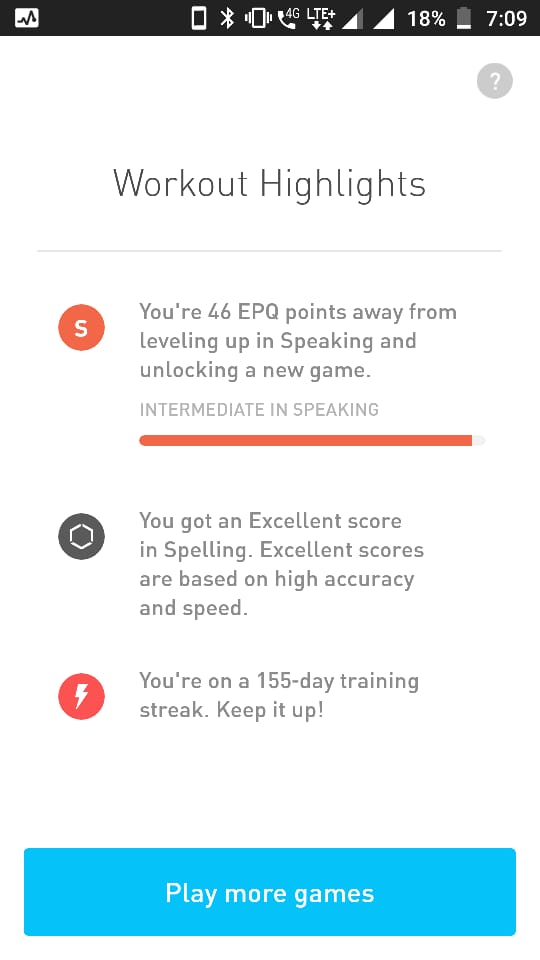 4G LTE+ 18% 7:09
?
Workout Highlights
S
You're 46 EPQ points away from
leveling up in Speaking and
unlocking a new game.
INTERMEDIATE IN SPEAKING
You got an Excellent score
in Spelling. Excellent scores
are based on high accuracy
and speed.
You're on a 155-day training
streak. Keep it up!
Play more games